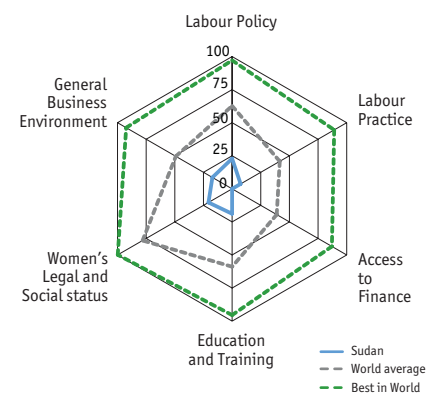 Labour Policy
100
75
50
25
0
General
Business
Environment
Labour
Practice
Women's
Legal and
Social status
Access
to
Finance
Education
and Training
Sudan
World average
Best in World